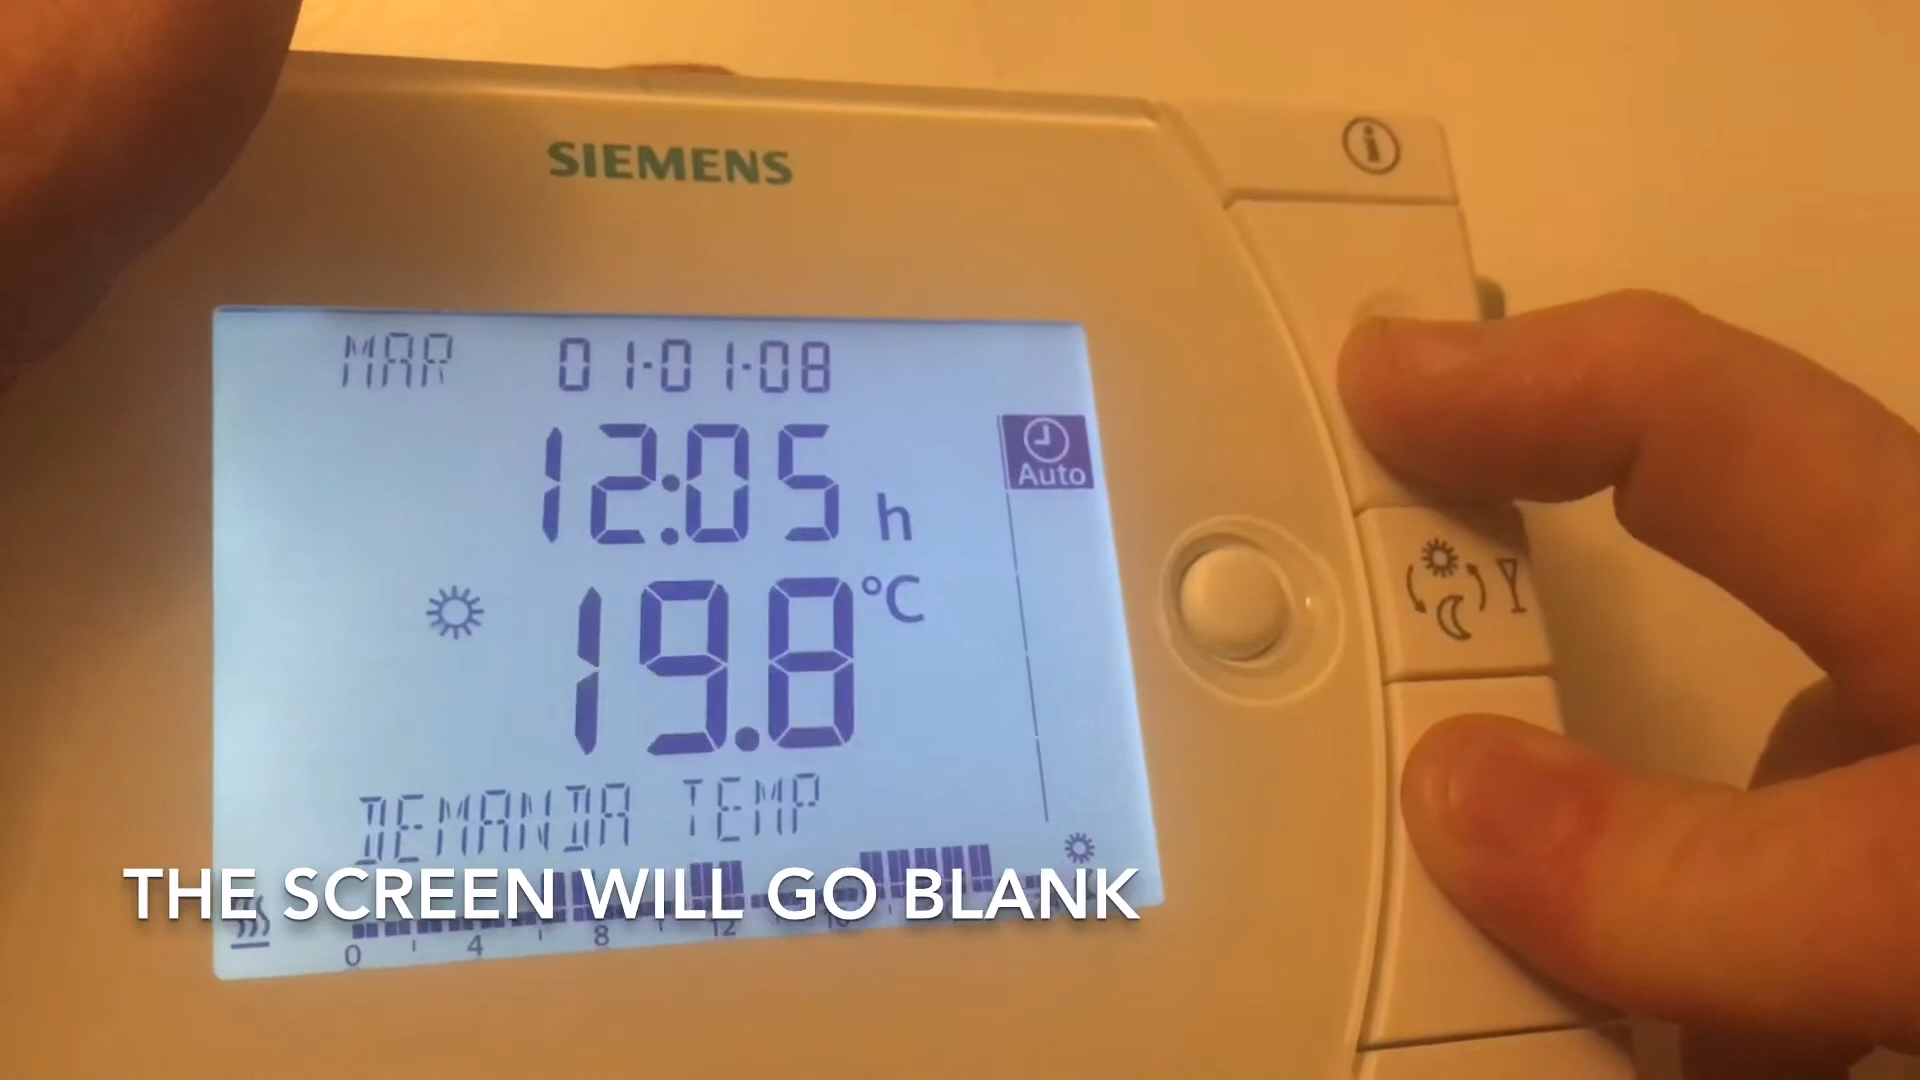 SIEMENS
MAR 01-01-08
12:05 h
Auto
19.8 °C
DEMANDA TEMP
THE SCREEN WILL GO BLANK
0 4 8 12 16